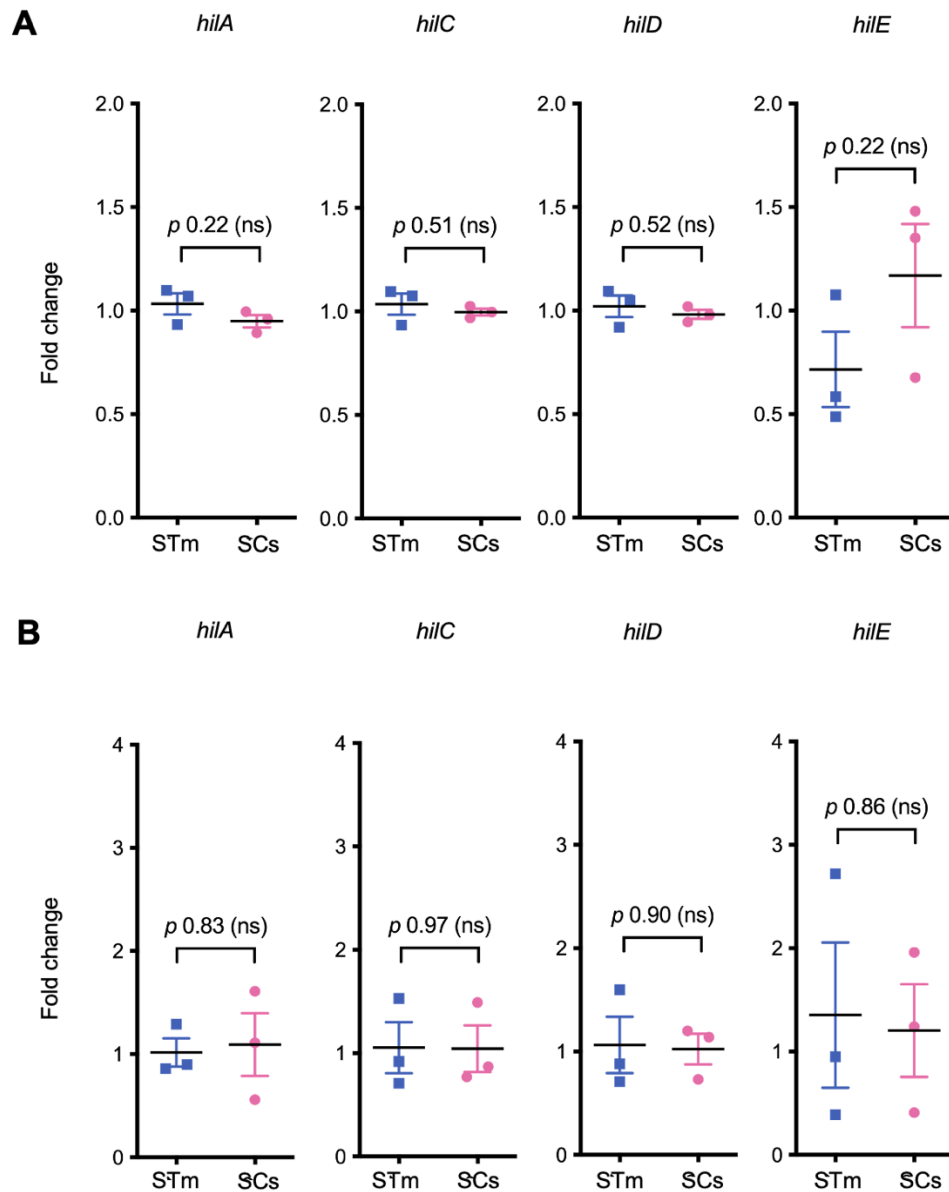 A
hilA hilC hilD hilE
2.0 2.0 2.0 2.0
p 0.22 (ns)
1.5 1.5 1.5 1.5
p 0.22 (ns) p 0.51 (ns) p 0.52 (ns)
Fold change
1.0 1.0 1.0 1.0
0.5 0.5 0.5 0.5
0.0 0.0 0.0 0.0
STm SCs STm SCs STm SCs STm SCs
B
hilA hilC hilD hilE
4 4 4 4
p 0.86 (ns)
3 3 3 3
p 0.83 (ns) p 0.97 (ns) p 0.90 (ns)
2 2 2 2
Fold change
1 1 1 1
0 0 0 0
STm SCs STm SCs STm SCs STm SCs